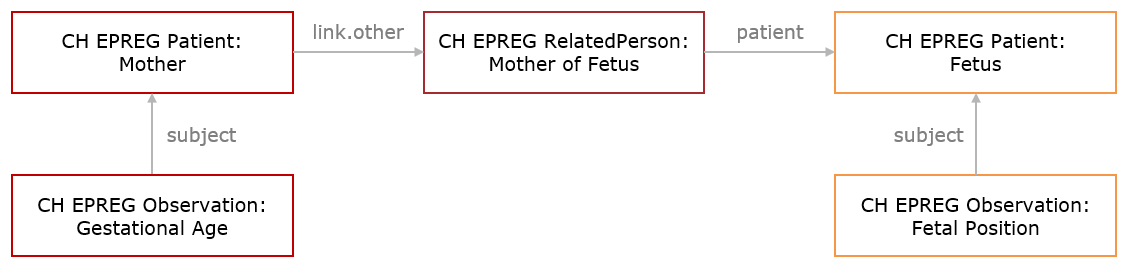 CH EPREG Patient:
Mother
link.other
CH EPREG RelatedPerson:
Mother of Fetus
patient
CH EPREG Patient:
Fetus
subject
subject
CH EPREG Observation:
Gestational Age
CH EPREG Observation:
Fetal Position